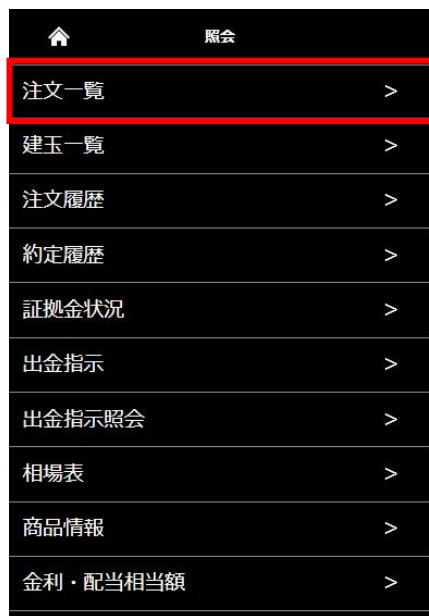 照会
注文一覧 >
建玉一覧 >
注文履歴 >
約定履歴 >
証拠金状況 >
出金指示 >
出金指示照会 >
相場表 >
商品情報 >
金利・配当相当額 >